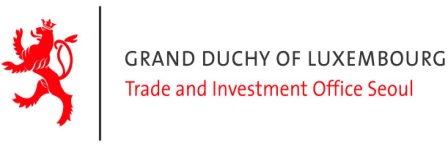 GRAND DUCHY OF LUXEMBOURG
Trade and Investment Office Seoul